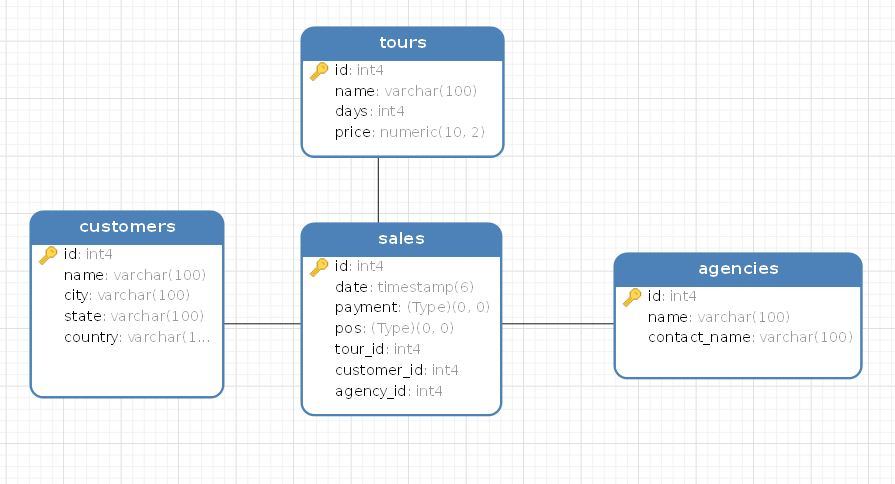 tours
id: int4
name: varchar(100)
days: int4
price: numeric(10, 2)
customers
id: int4
name: varchar(100)
city: varchar(100)
state: varchar(100)
country: varchar(1...
sales
id: int4
date: timestamp(6)
payment: (Type)(0, 0)
pos: (Type)(0, 0)
tour_id: int4
customer_id: int4
agency_id: int4
agencies
id: int4
name: varchar(100)
contact_name: varchar(100)